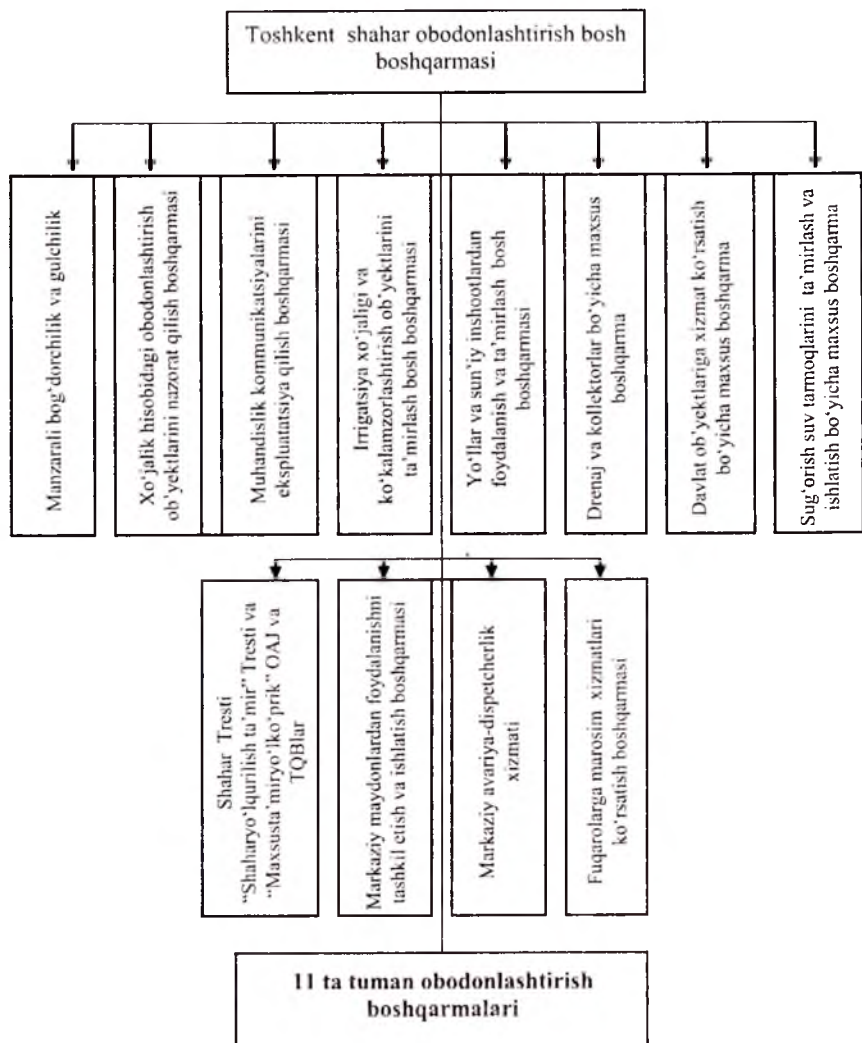 Toshkent shahar obodonlashtirish bosh
boshqarmasi
Manzarali bog‘dorchilik va gulchilik
Xo‘jalik hisobidagi obodonlashtirish
ob’yektlarini nazorat qilish boshqarmasi
Muhandislik kommunikatsiyalarini
ekspluatatsiya qilish boshqarmasi
Irrigatsiya xo‘jaligi va
ko‘kalamzorlashtirish ob’yektlarini
ta’mirlash bosh boshqarmasi
Yo‘llar va sun’iy inshootlardan
foydalanish va ta’mirlash bosh
boshqarmasi
Drenaj va kollektorlar bo‘yicha maxsus
boshqarma
Davlat ob’yektlariga xizmat ko‘rsatish
bo‘yicha maxsus boshqarma
Sug‘orish suv tarmoqlarini ta’mirlash va
ishlatish bo‘yicha maxsus boshqarma
Shahar Tresti
“Shaharyo‘lqurilish ta’mir” Tresti va
“Maxsusta’miryo‘lko‘prik” OAJ va
TQBlar
Markaziy maydonlardan foydalanishni
tashkil etish va ishlatish boshqarmasi
Markaziy avariya-dispetcherlik
xizmati
Fuqarolarga marosim xizmatlari
ko‘rsatish boshqarmasi
11 ta tuman obodonlashtirish
boshqarmalari